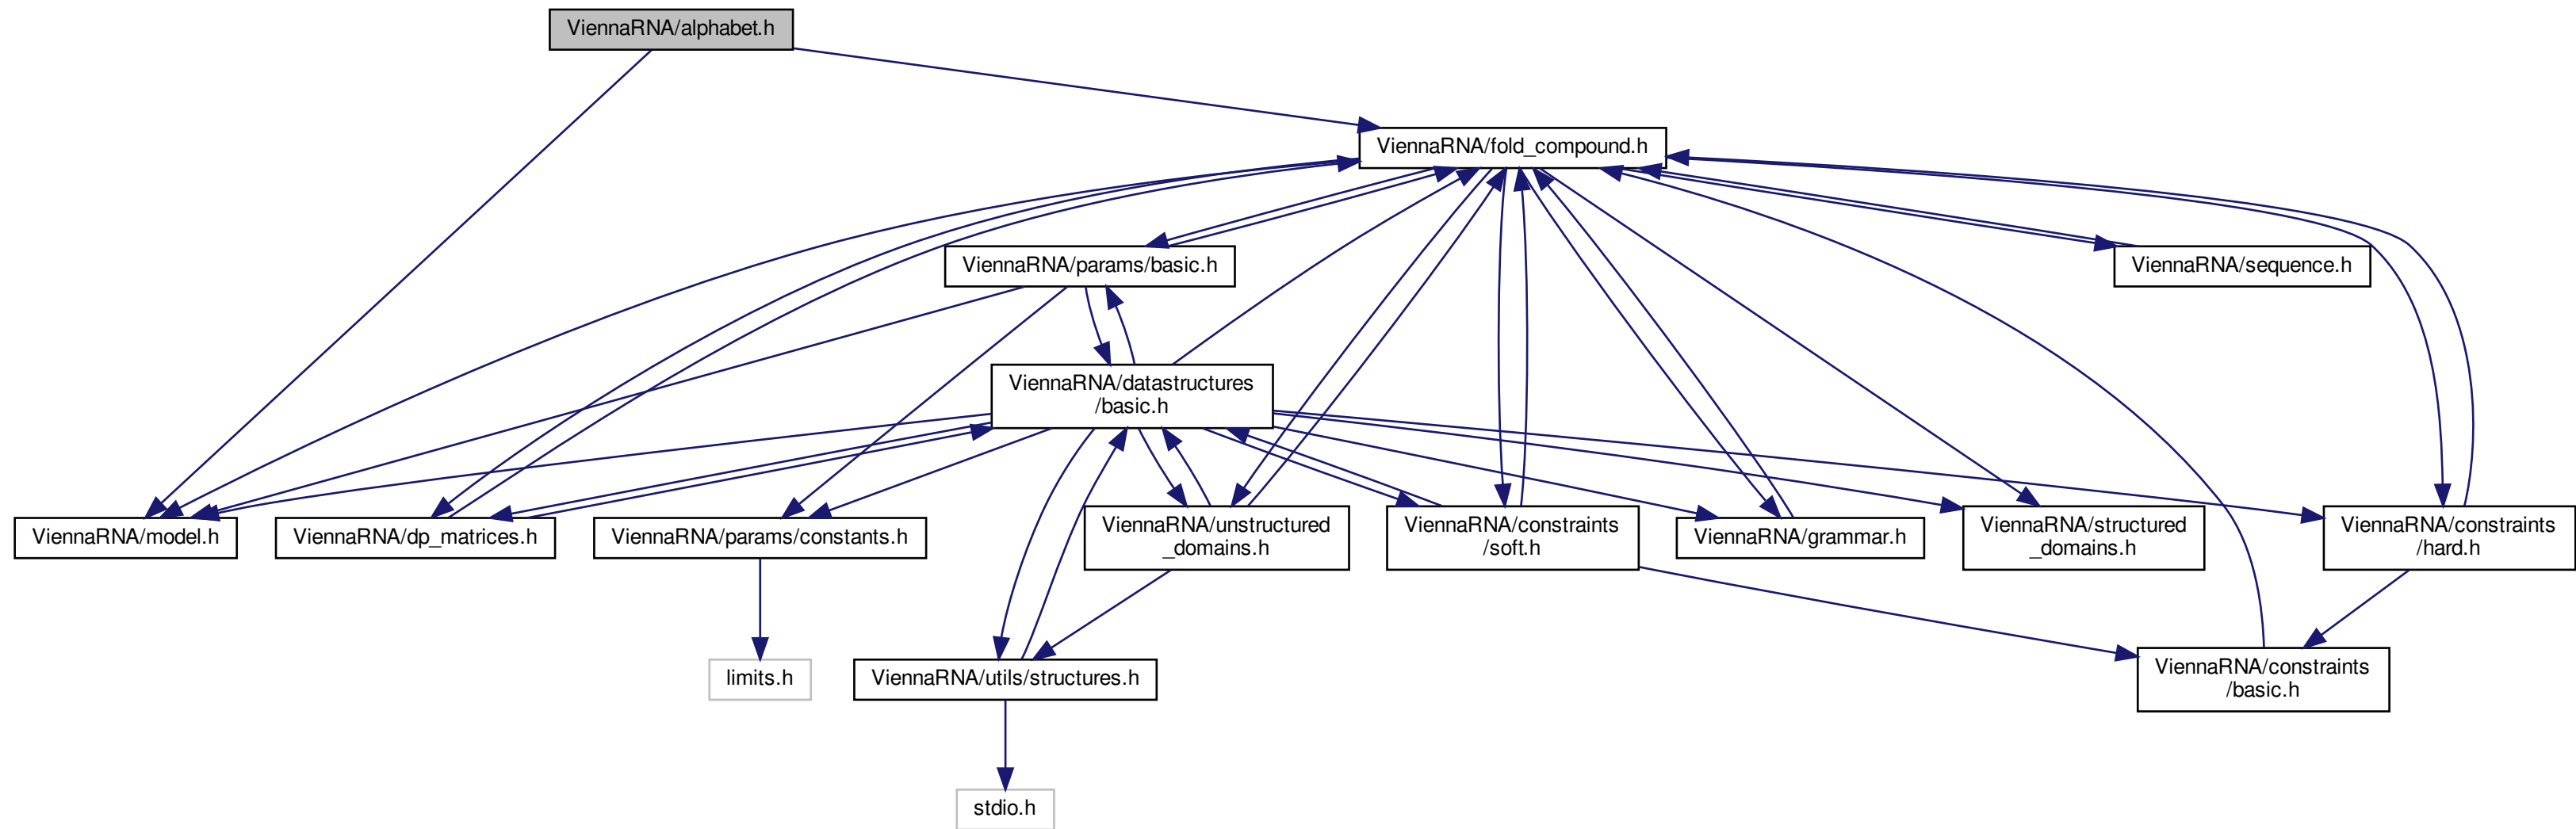 ViennaRNA/alphabet.h
ViennaRNA/fold_compound.h
ViennaRNA/params/basic.h
ViennaRNA/sequence.h
ViennaRNA/datastructures
/basic.h
ViennaRNA/model.h
ViennaRNA/dp_matrices.h
ViennaRNA/params/constants.h
ViennaRNA/unstructured
_domains.h
ViennaRNA/constraints
/soft.h
ViennaRNA/grammar.h
ViennaRNA/structured
_domains.h
ViennaRNA/constraints
/hard.h
limits.h
ViennaRNA/utils/structures.h
ViennaRNA/constraints
/basic.h
stdio.h